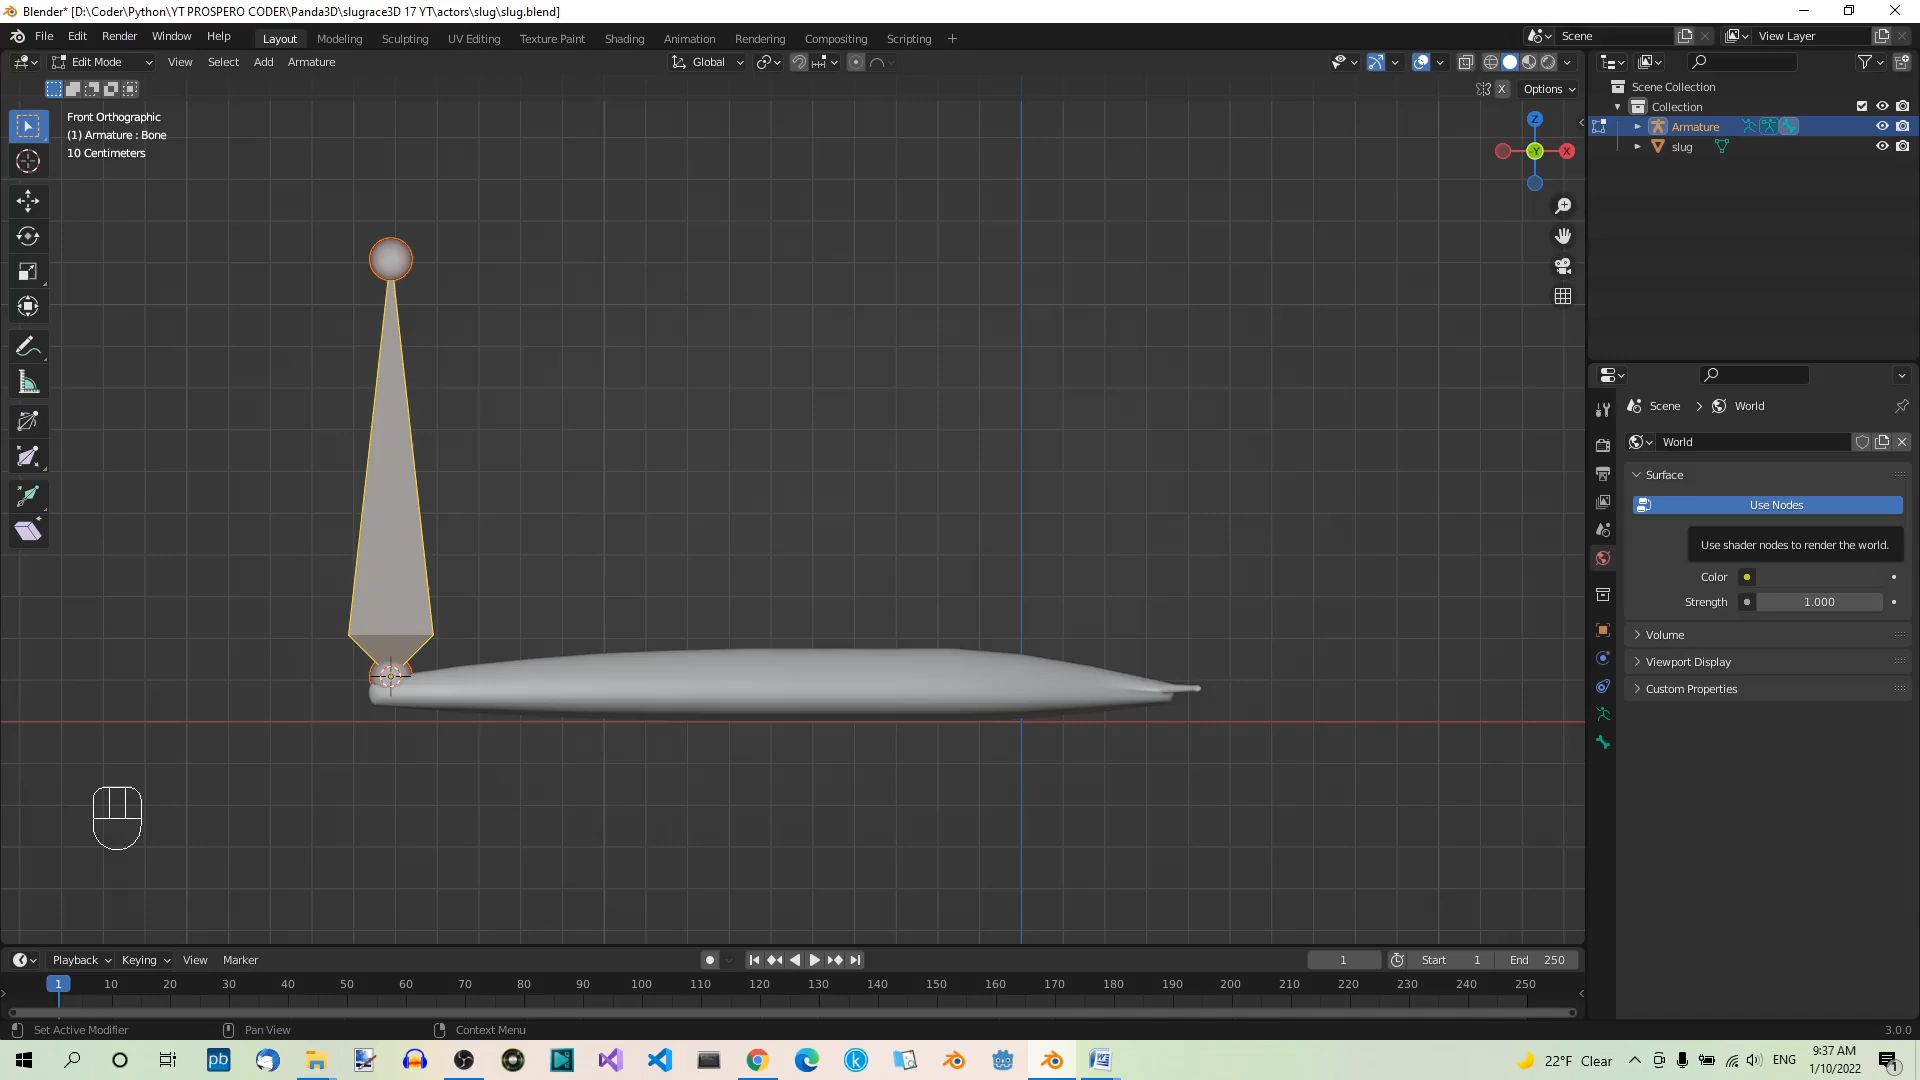 Blender* [D:\Coder\Python\YT PROSPERO CODER\Panda3D\slugrace3D 17 YT\actors\slug\slug.blend]
File Edit Render Window Help Layout Modeling Sculpting UV Editing Texture Paint Shading Animation Rendering Compositing Scripting + Scene View Layer
Edit Mode View Select Add Armature Global
X Options
Scene Collection
Collection
Armature
slug
Front Orthographic
(1) Armature : Bone
10 Centimeters
Z
-Y
X
Scene > World
World
Surface
Use Nodes
Use shader nodes to render the world.
Color
Strength 1.000
Volume
Viewport Display
Custom Properties
Playback Keying View Marker 1 Start 1 End 250
1 10 20 30 40 50 60 70 80 90 100 110 120 130 140 150 160 170 180 190 200 210 220 230 240 250
Set Active Modifier Pan View Context Menu 3.0.0
pb
22°F Clear ENG 9:37 AM
1/10/2022
1